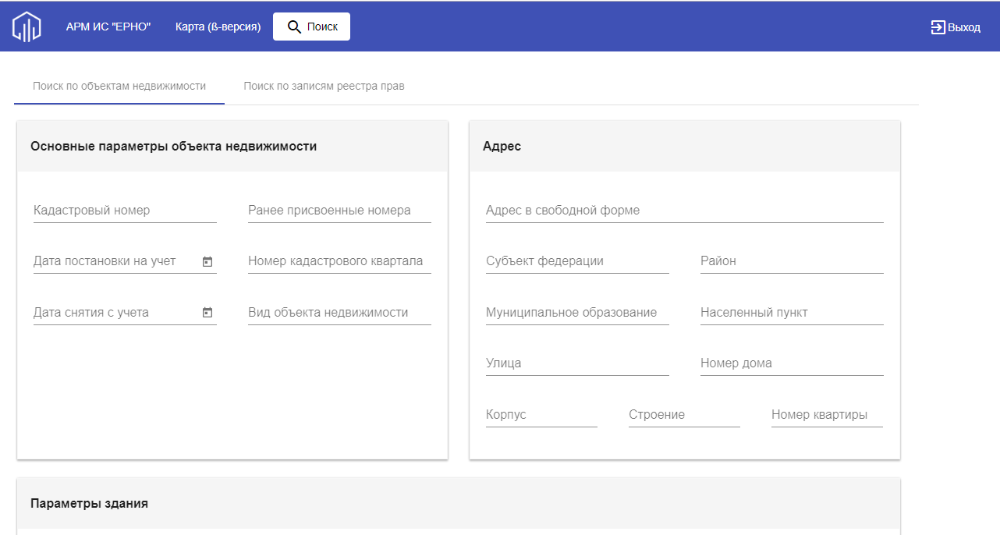 АРМ ИС "ЕРНО" Карта (ß-версия) Поиск Выход
Поиск по объектам недвижимости Поиск по записям реестра прав
Основные параметры объекта недвижимости
Кадастровый номер Ранее присвоенные номера
Дата постановки на учет Номер кадастрового квартала
Дата снятия с учета Вид объекта недвижимости
Адрес
Адрес в свободной форме
Субъект федерации Район
Муниципальное образование Населенный пункт
Улица Номер дома
Корпус Строение Номер квартиры
Параметры здания